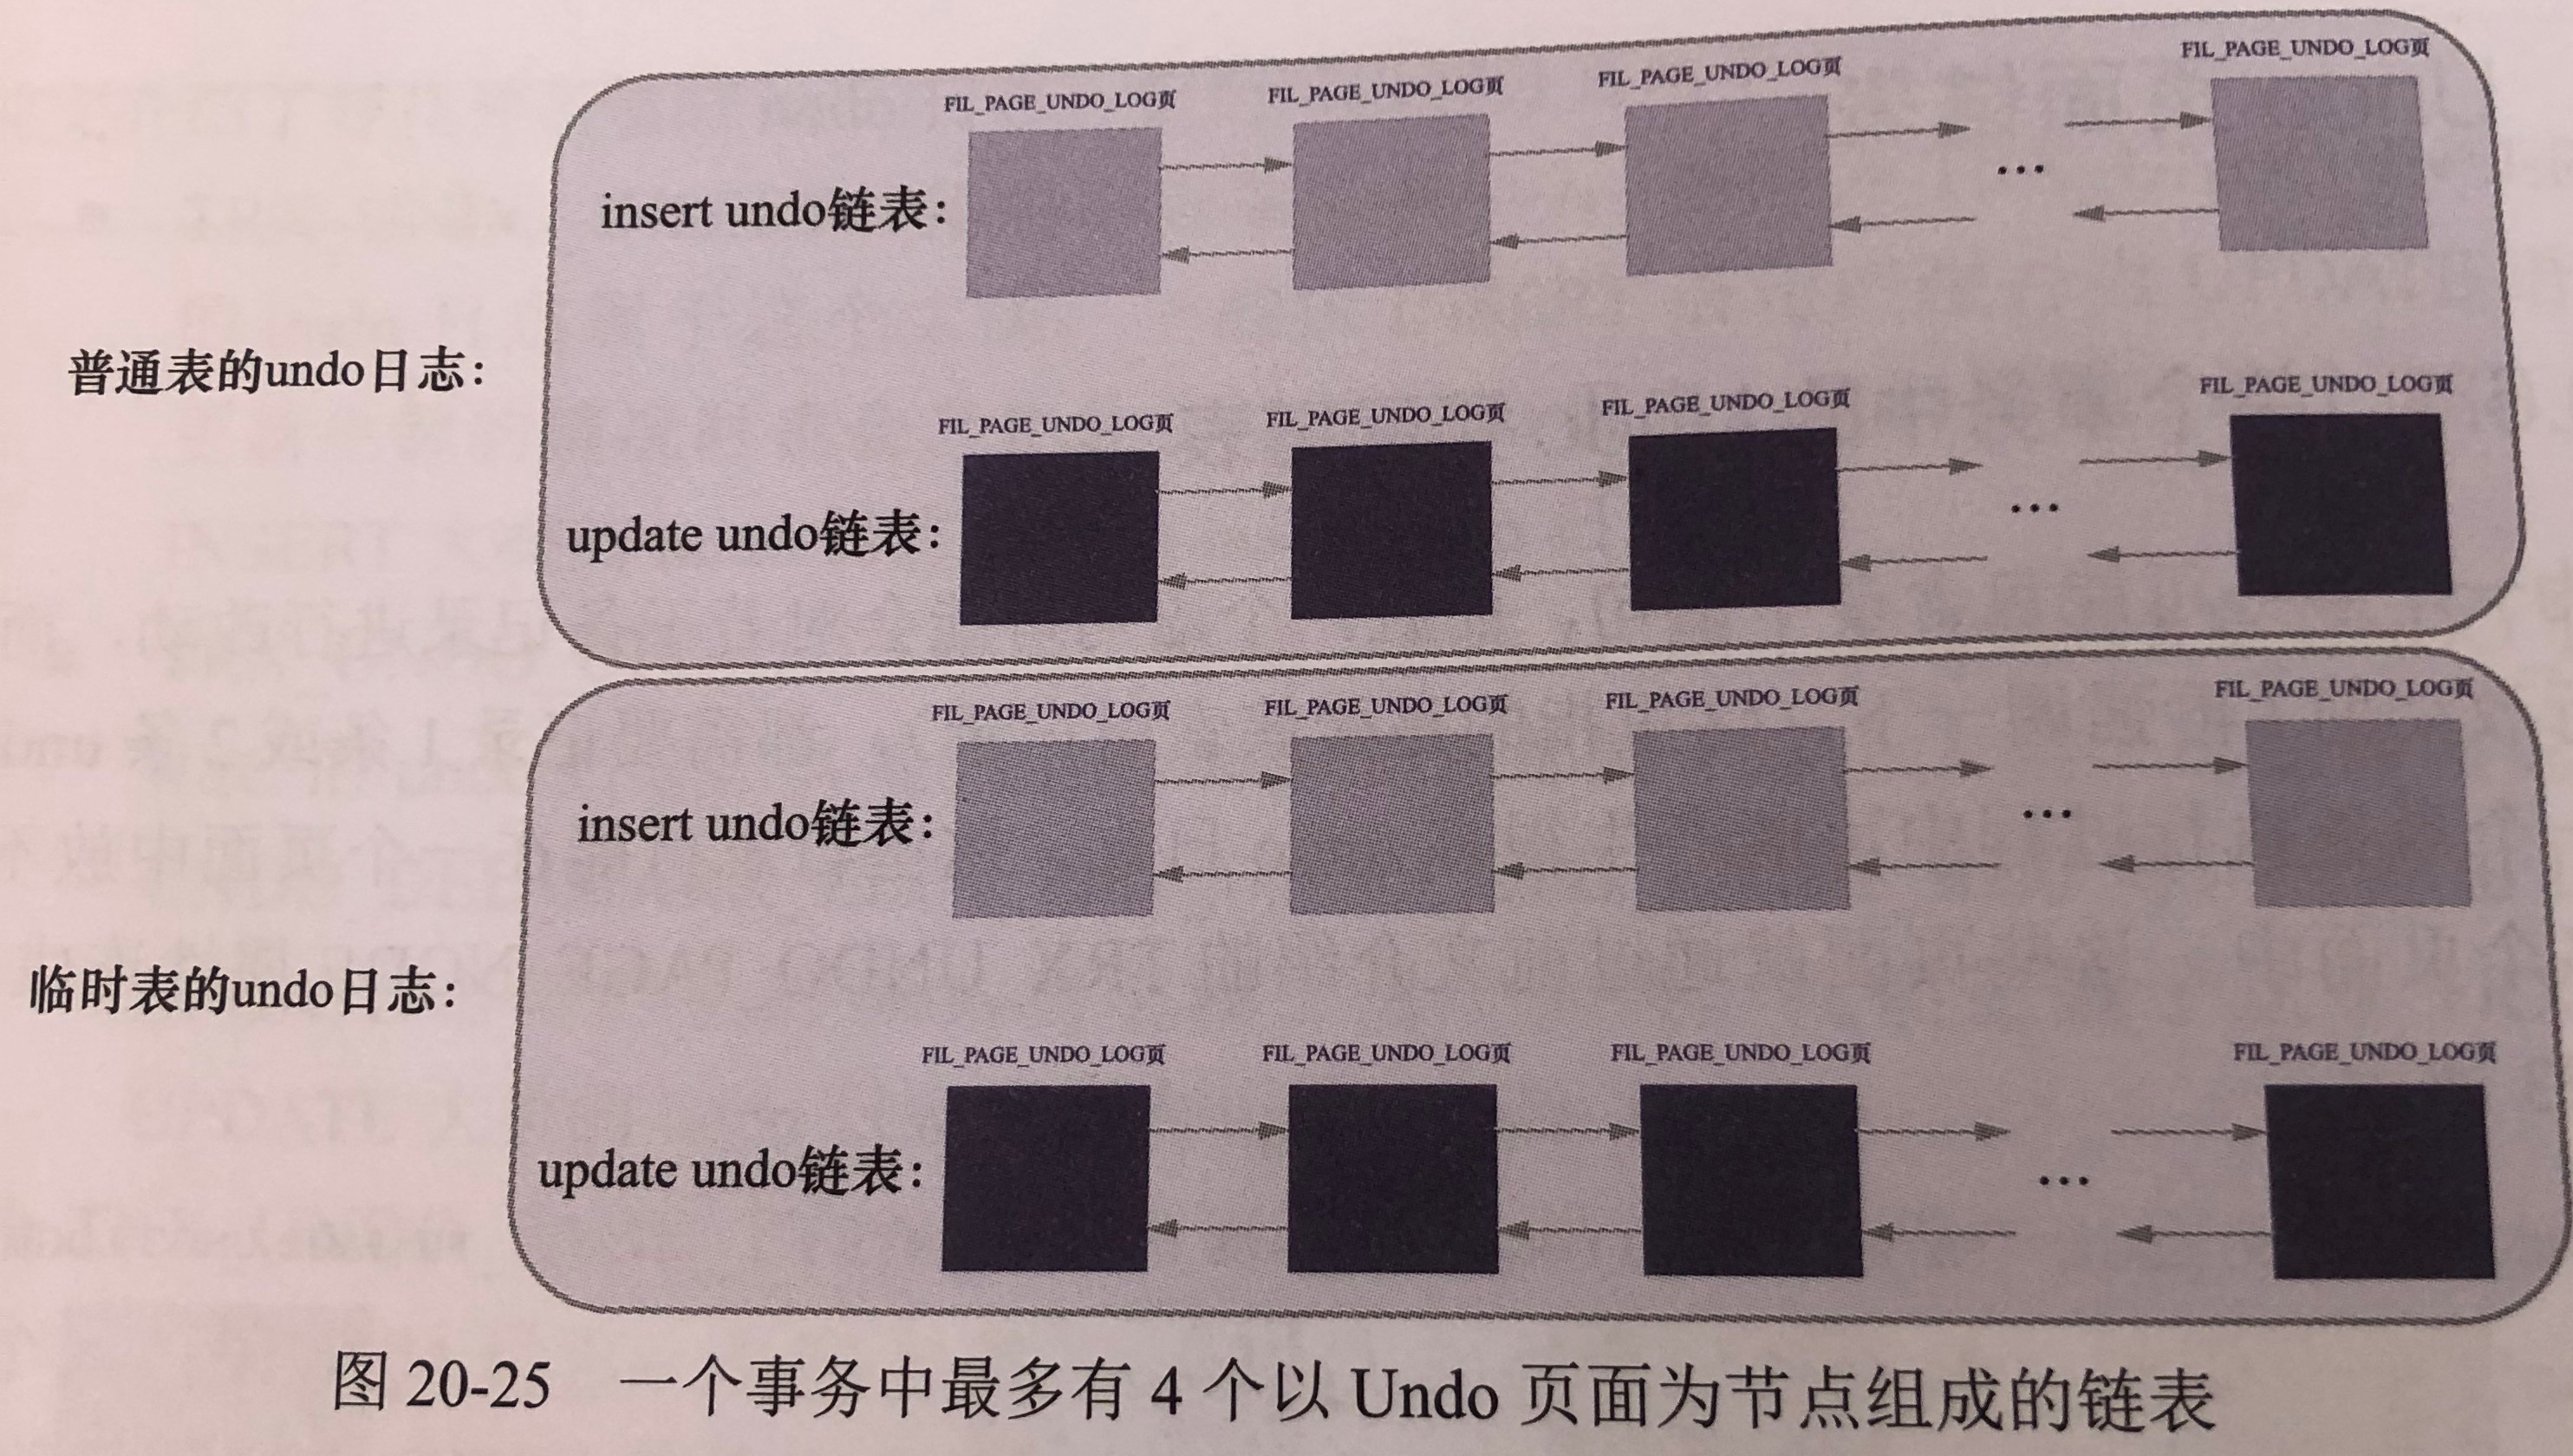 FIL_PAGE_UNDO_LOG页 FIL_PAGE_UNDO_LOG页 FIL_PAGE_UNDO_LOG页 FIL_PAGE_UNDO_LOG页
insert undo链表： ...
普通表的undo日志：
FIL_PAGE_UNDO_LOG页 FIL_PAGE_UNDO_LOG页 FIL_PAGE_UNDO_LOG页 FIL_PAGE_UNDO_LOG页
update undo链表： ...
FIL_PAGE_UNDO_LOG页 FIL_PAGE_UNDO_LOG页 FIL_PAGE_UNDO_LOG页 FIL_PAGE_UNDO_LOG页
insert undo链表： ...
临时表的undo日志：
FIL_PAGE_UNDO_LOG页 FIL_PAGE_UNDO_LOG页 FIL_PAGE_UNDO_LOG页 FIL_PAGE_UNDO_LOG页
update undo链表： ...
图 20-25 一个事务中最多有 4 个以 Undo 页面为节点组成的链表